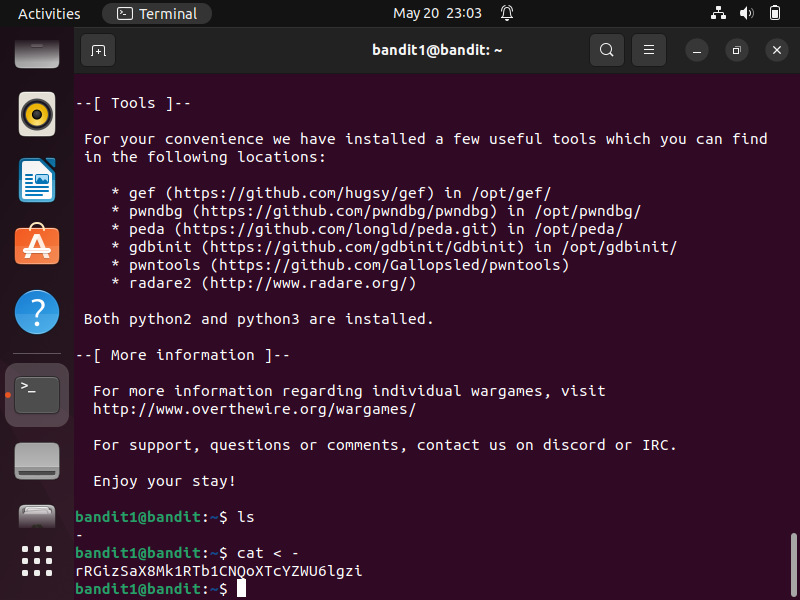 Activities
Terminal
May 20 23:03
bandit1@bandit: ~
--[ Tools ]--
For your convenience we have installed a few useful tools which you can find
in the following locations:
* gef (https://github.com/hugsy/gef) in /opt/gef/
* pwndbg (https://github.com/pwndbg/pwndbg) in /opt/pwndbg/
* peda (https://github.com/longld/peda.git) in /opt/peda/
* gdbinit (https://github.com/gdbinit/Gdbinit) in /opt/gdbinit/
* pwntools (https://github.com/Gallopsled/pwntools)
* radare2 (http://www.radare.org/)
Both python2 and python3 are installed.
--[ More information ]--
For more information regarding individual wargames, visit
http://www.overthewire.org/wargames/
For support, questions or comments, contact us on discord or IRC.
Enjoy your stay!
bandit1@bandit:~$ ls
-
bandit1@bandit:~$ cat < -
rRGizSaX8Mk1RTb1CNQoXTcYZWU6lgzi
bandit1@bandit:~$